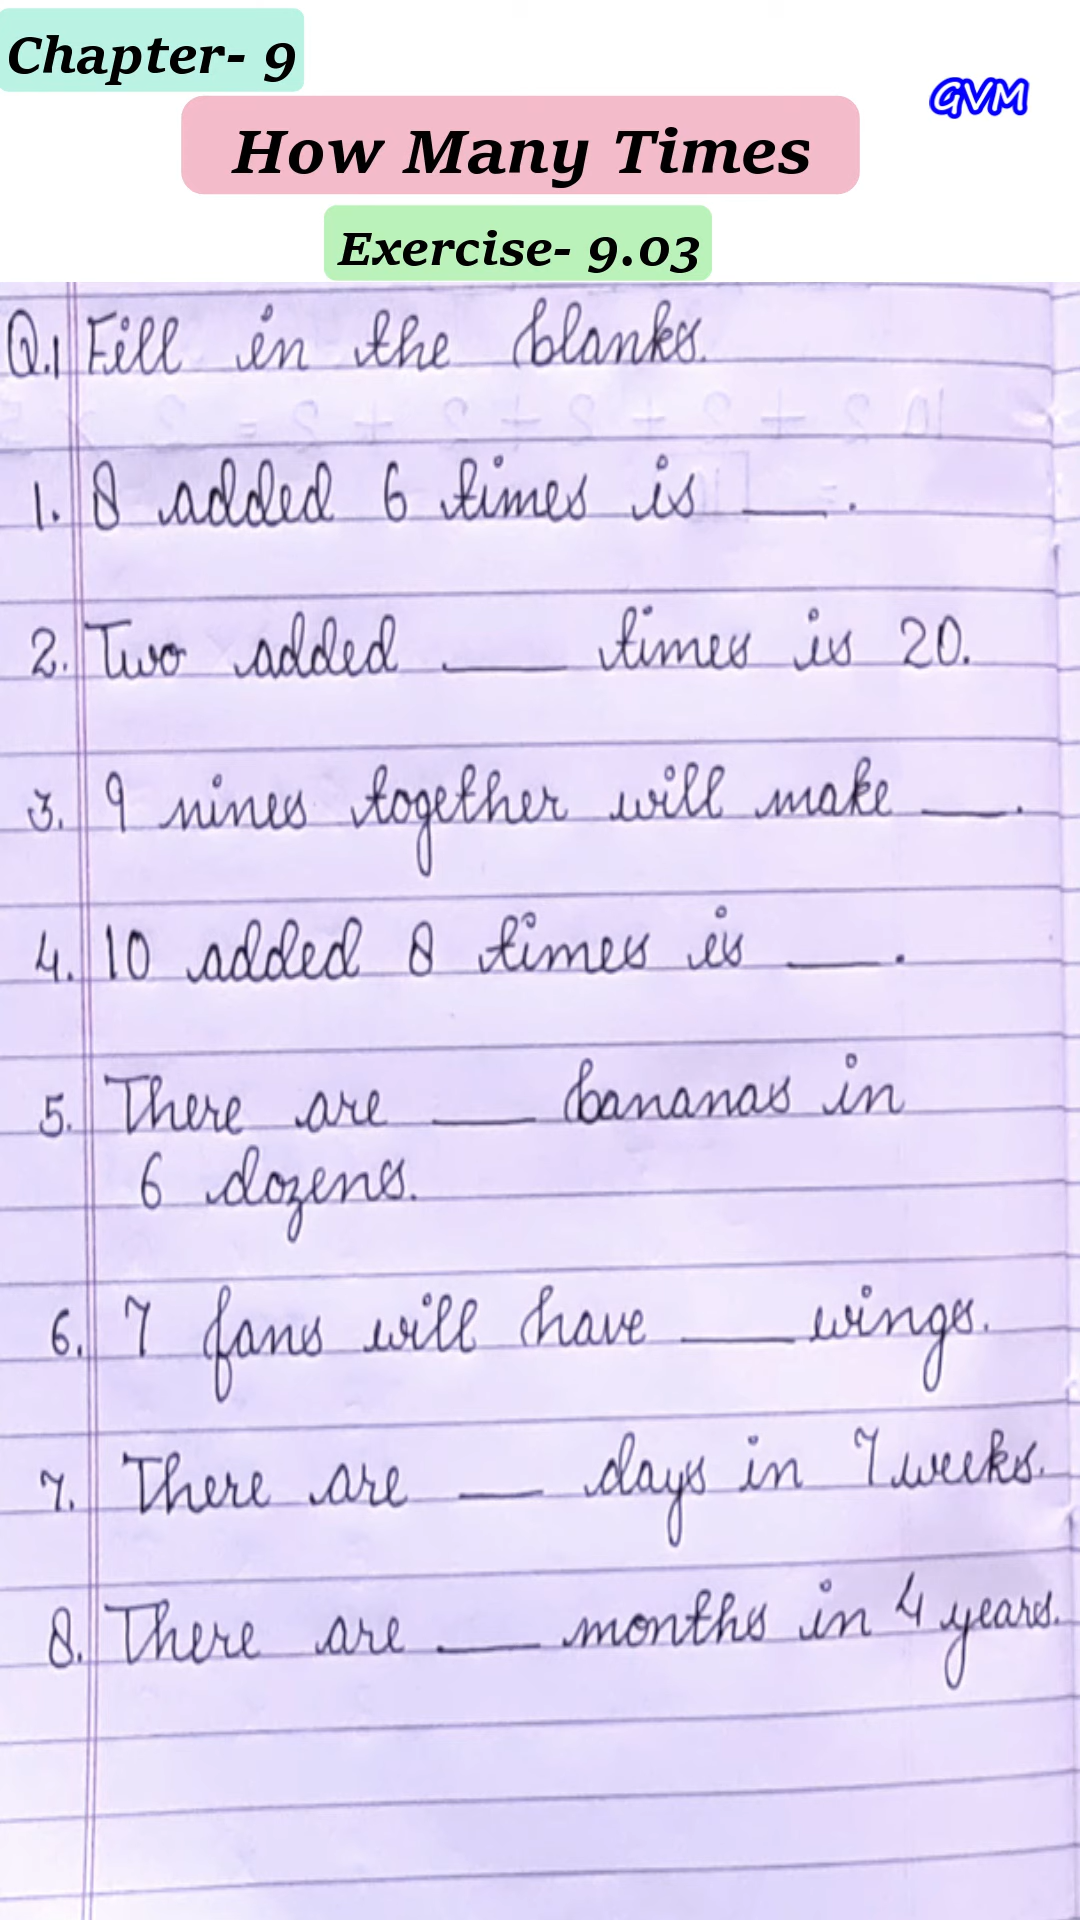 Chapter- 9
GVM
How Many Times
Exercise- 9.03
Q.1 Fill in the blanks.
1. 8 added 6 times is ___.
2. Two added ___ times is 20.
3. 9 nines together will make ___.
4. 10 added 8 times is ___.
5. There are ___ bananas in
6 dozens.
6. 7 fans will have ___ wings.
7. There are ___ days in 7 weeks.
8. There are ___ months in 4 years.